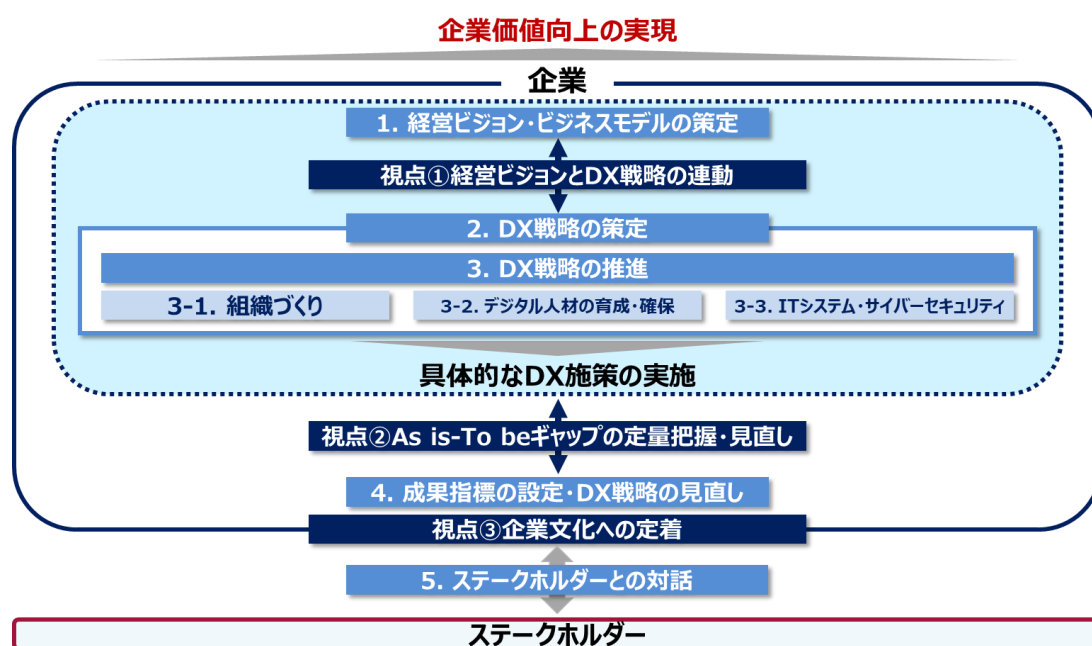 企業価値向上の実現
企業
1. 経営ビジョン・ビジネスモデルの策定
視点①経営ビジョンとDX戦略の連動
2. DX戦略の策定
3. DX戦略の推進
3-1. 組織づくり
3-2. デジタル人材の育成・確保
3-3. ITシステム・サイバーセキュリティ
具体的なDX施策の実施
視点②As is-To beギャップの定量把握・見直し
4. 成果指標の設定・DX戦略の見直し
視点③企業文化への定着
5. ステークホルダーとの対話
ステークホルダー